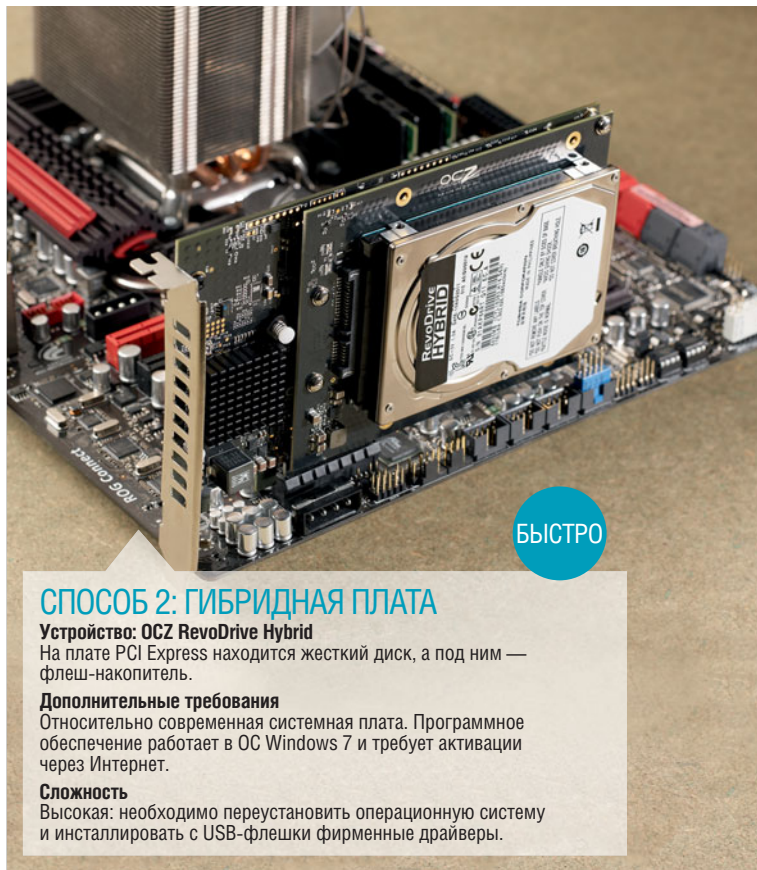 OCZ
RevoDrive
HYBRID
ROG Connect
БЫСТРО
СПОСОБ 2: ГИБРИДНАЯ ПЛАТА
Устройство: OCZ RevoDrive Hybrid
На плате PCI Express находится жесткий диск, а под ним —
флеш-накопитель.
Дополнительные требования
Относительно современная системная плата. Программное
обеспечение работает в ОС Windows 7 и требует активации
через Интернет.
Сложность
Высокая: необходимо переустановить операционную систему
и инсталлировать с USB-флешки фирменные драйверы.